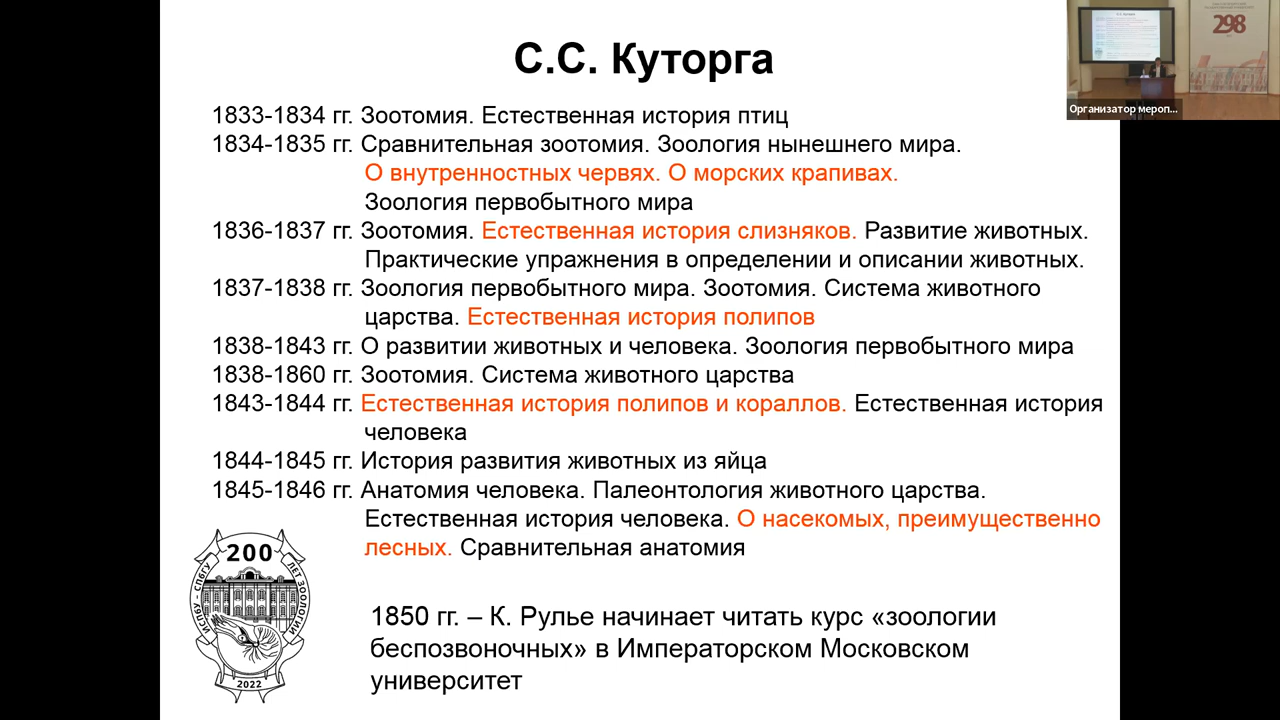 С.С. Куторга
1833-1834 гг. Зоотомия. Естественная история птиц
1834-1835 гг. Сравнительная зоотомия. Зоология нынешнего мира.
О внутренностных червях. О морских крапивах.
Зоология первобытного мира
1836-1837 гг. Зоотомия. Естественная история слизняков. Развитие животных.
Практические упражнения в определении и описании животных.
1837-1838 гг. Зоология первобытного мира. Зоотомия. Система животного
царства. Естественная история полипов
1838-1843 гг. О развитии животных и человека. Зоология первобытного мира
1838-1860 гг. Зоотомия. Система животного царства
1843-1844 гг. Естественная история полипов и кораллов. Естественная история
человека
1844-1845 гг. История развития животных из яйца
1845-1846 гг. Анатомия человека. Палеонтология животного царства.
Естественная история человека. О насекомых, преимущественно
лесных. Сравнительная анатомия
1850 гг. – К. Рулье начинает читать курс «зоологии
беспозвоночных» в Императорском Московском
университет
200
ИСПбУ - СПбГУ
ЛЕТ ЗООЛОГИИ
2022
298
Организатор мероп...